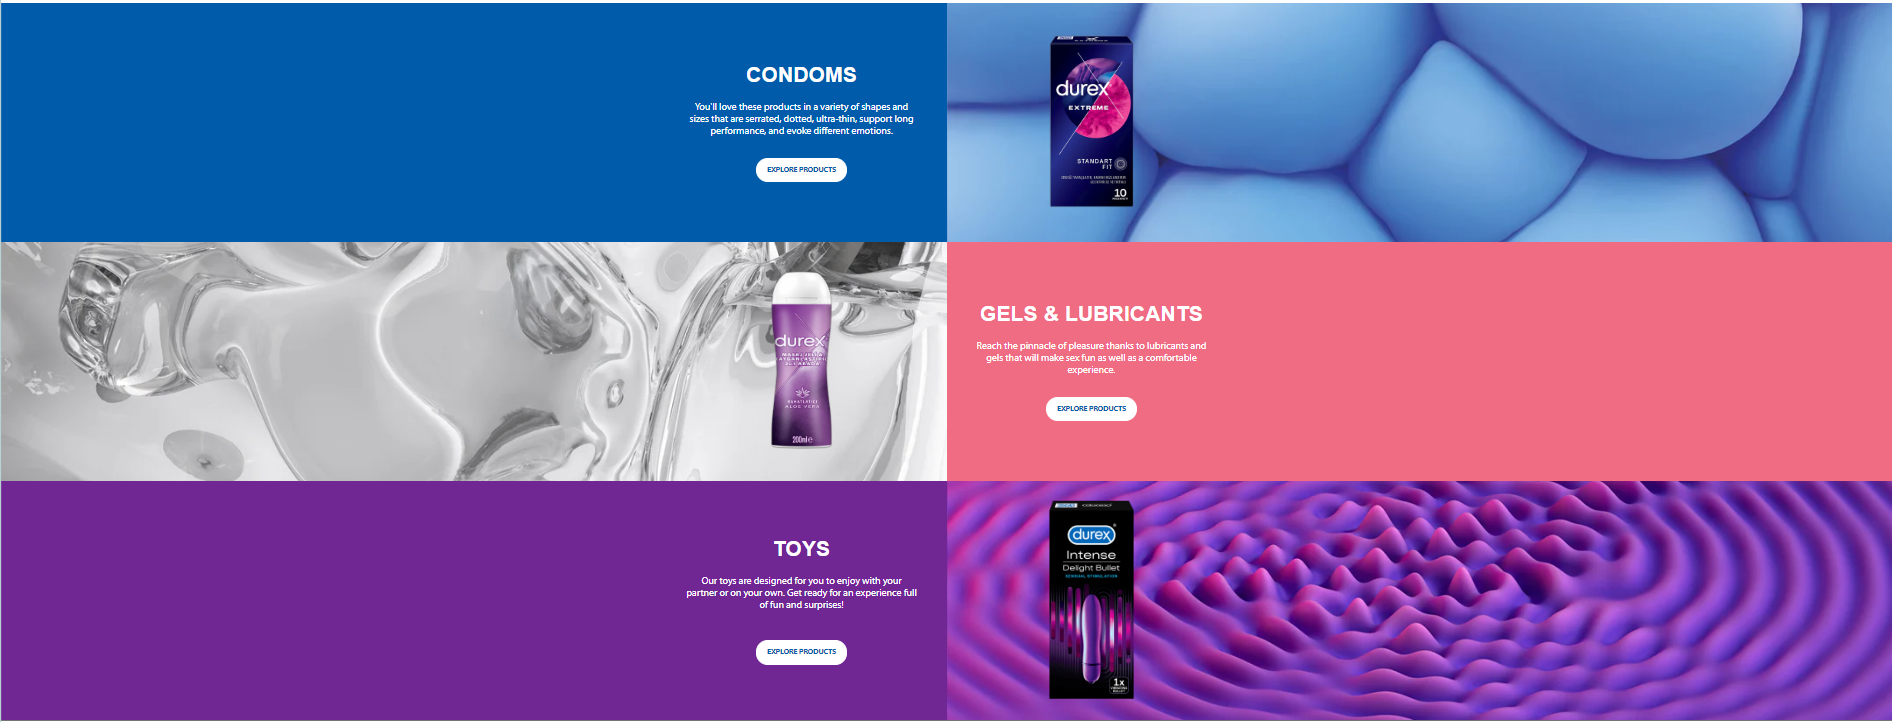 CONDOMS
You'll love these products in a variety of shapes and
sizes that are serrated, dotted, ultra-thin, support long
performance, and evoke different emotions.
EXPLORE PRODUCTS
durex
EXTREME
STANDART
FIT
10
durex
ALOE VERA
200ml e
GELS & LUBRICANTS
Reach the pinnacle of pleasure thanks to lubricants and
gels that will make sex fun as well as a comfortable
experience.
EXPLORE PRODUCTS
TOYS
Our toys are designed for you to enjoy with your
partner or on your own. Get ready for an experience full
of fun and surprises!
EXPLORE PRODUCTS
durex
Intense
Delight Bullet
SENSUAL STIMULATION
1x